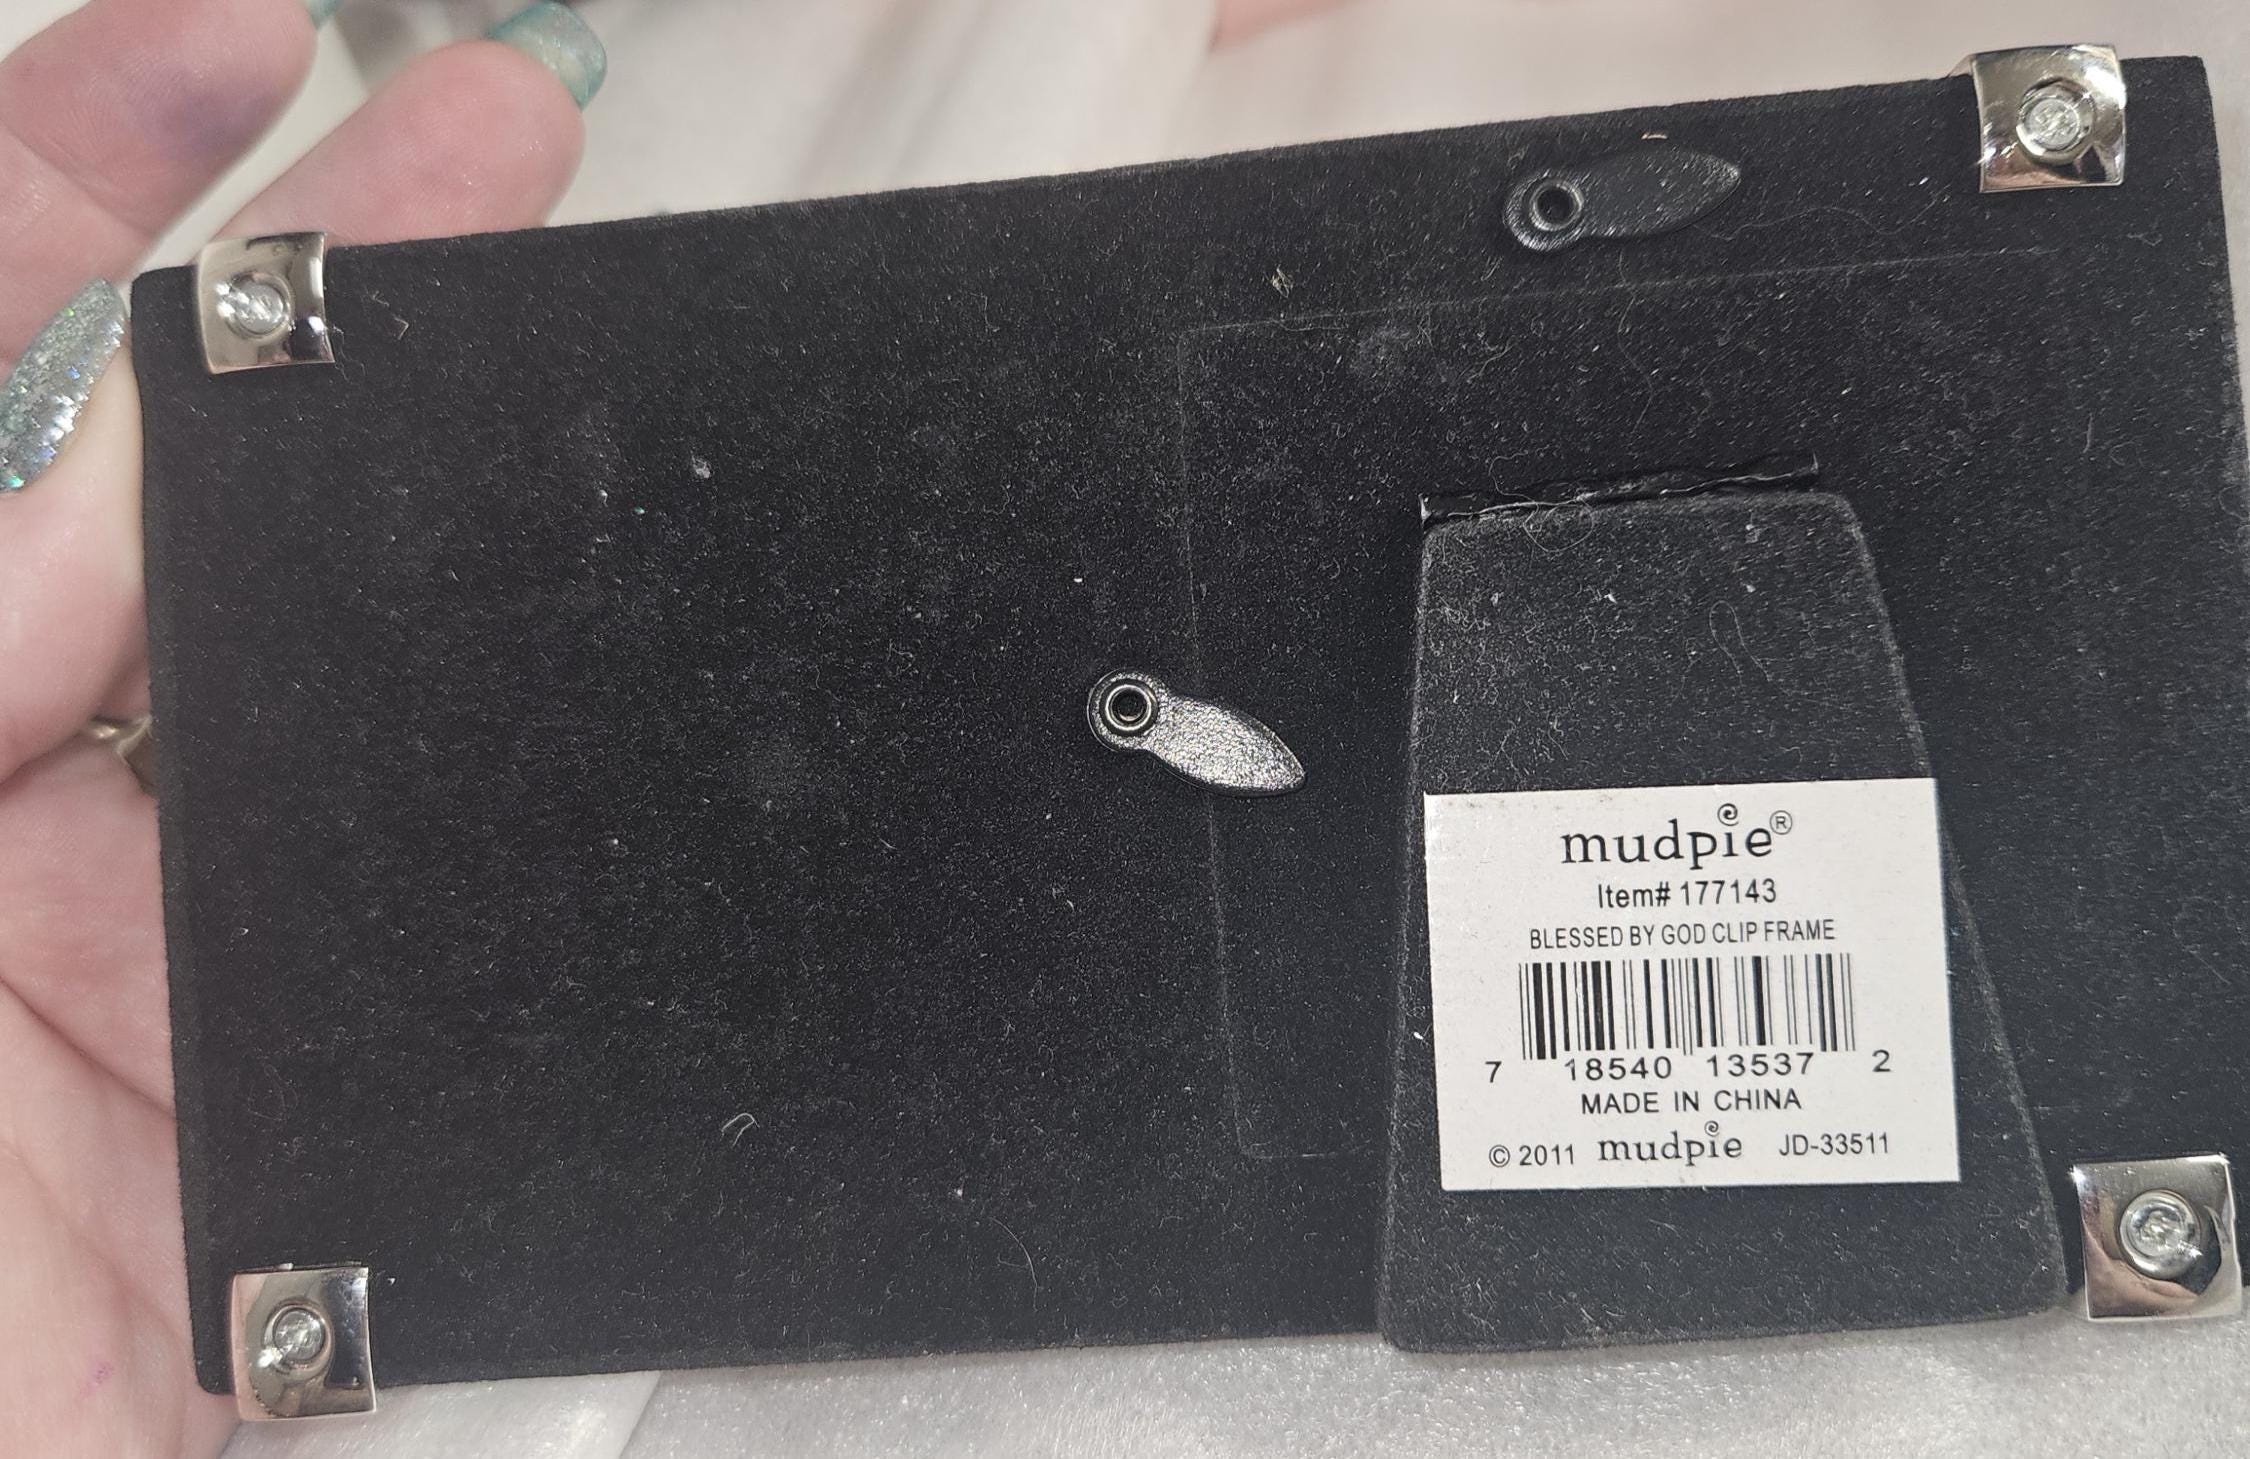 mudpie®
Item# 177143
BLESSED BY GOD CLIP FRAME
7 18540 13537 2
MADE IN CHINA
© 2011 mudpie JD-33511